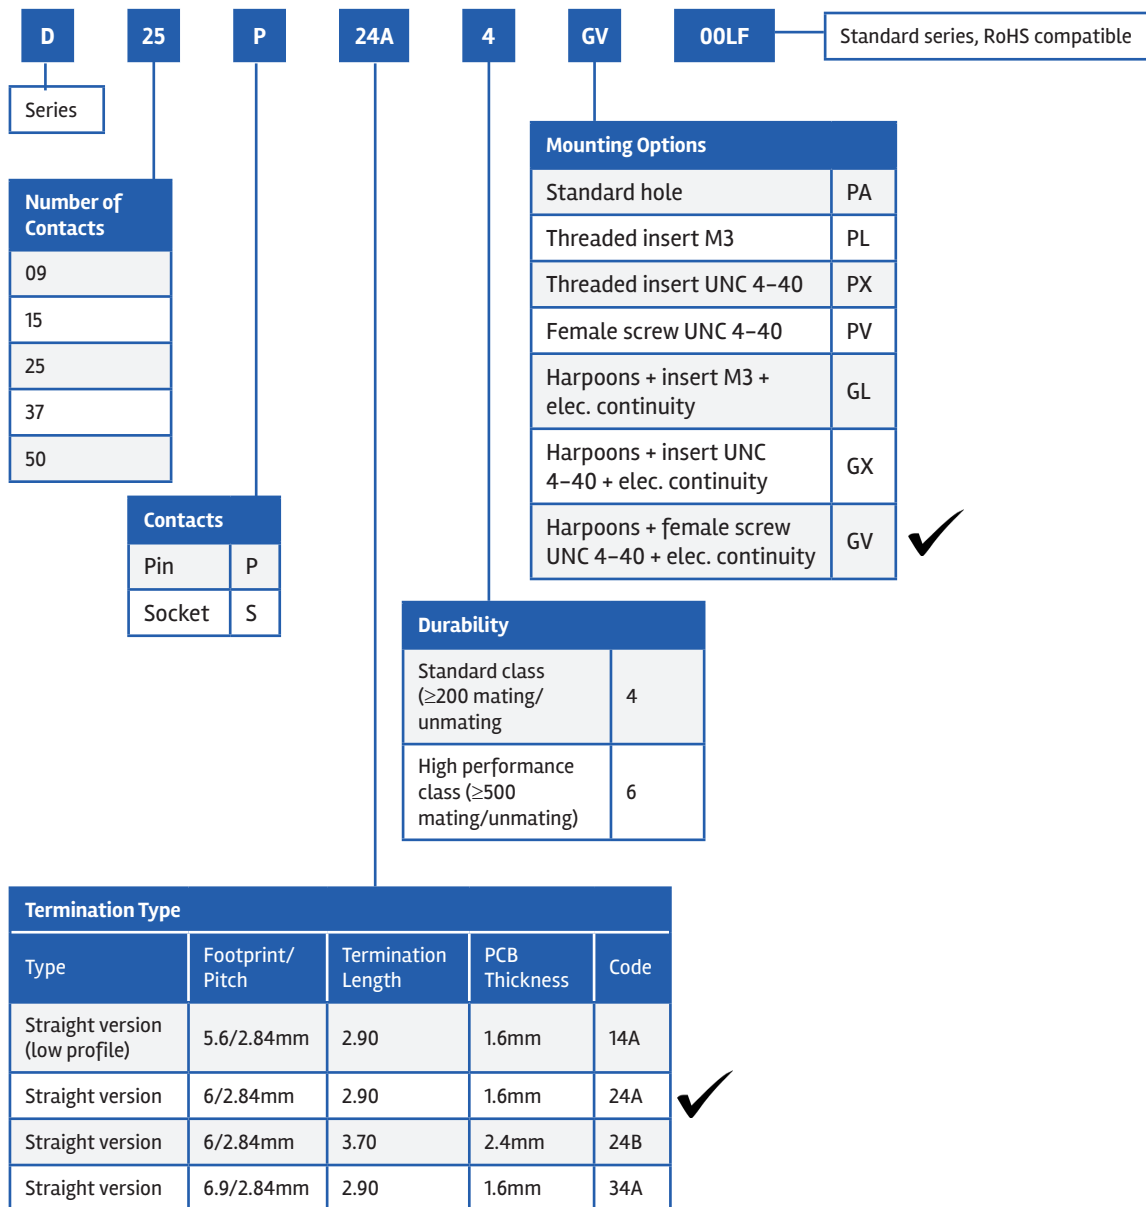 D 25 P 24A 4 GV 00LF Standard series, RoHS compatible
Series
Number of
Contacts
09
15
25
37
50
Contacts
Pin P
Socket S
Mounting Options
Standard hole PA
Threaded insert M3 PL
Threaded insert UNC 4–40 PX
Female screw UNC 4–40 PV
Harpoons + insert M3 +
elec. continuity GL
Harpoons + insert UNC
4–40 + elec. continuity GX
Harpoons + female screw
UNC 4–40 + elec. continuity GV
Durability
Standard class
(≥200 mating/
unmating 4
High performance
class (≥500
mating/unmating) 6
Termination Type
Type Footprint/
Pitch Termination
Length PCB
Thickness Code
Straight version
(low profile) 5.6/2.84mm 2.90 1.6mm 14A
Straight version 6/2.84mm 2.90 1.6mm 24A
Straight version 6/2.84mm 3.70 2.4mm 24B
Straight version 6.9/2.84mm 2.90 1.6mm 34A